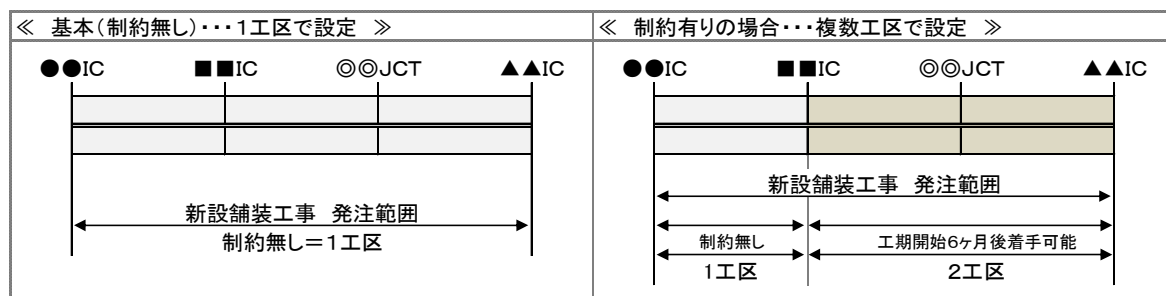 ≪ 基本(制約無し)・・・1工区で設定 ≫
●●IC ■■IC ◎◎JCT ▲▲IC
新設舗装工事 発注範囲
制約無し=1工区
≪ 制約有りの場合・・・複数工区で設定 ≫
●●IC ■■IC ◎◎JCT ▲▲IC
新設舗装工事 発注範囲
制約無し 工期開始6ヶ月後着手可能
1工区 2工区